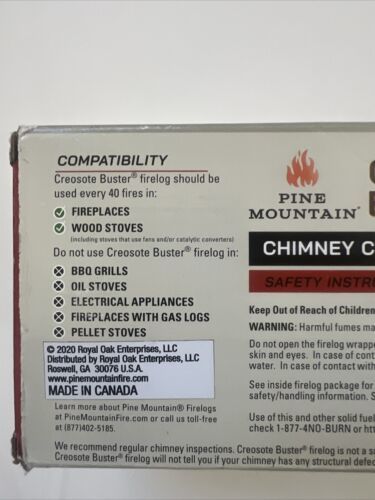 COMPATIBILITY
Creosote Buster® firelog should be
used every 40 fires in:
FIREPLACES
WOOD STOVES
(including stoves that use fans and/or catalytic converters)
Do not use Creosote Buster® firelog in:
BBQ GRILLS
OIL STOVES
ELECTRICAL APPLIANCES
FIREPLACES WITH GAS LOGS
PELLET STOVES
© 2020 Royal Oak Enterprises, LLC
Distributed by Royal Oak Enterprises, LLC
Roswell, GA 30076 U.S.A.
www.pinemountainfire.com
MADE IN CANADA
Learn more about Pine Mountain® Firelogs
at PineMountainFire.com or call us toll-free
at (877)402-5185.
We recommend regular chimney inspections. Creosote Buster® firelog is not a
Creosote Buster® firelog will not tell you if your chimney has any structural
PINE
MOUNTAIN®
CHIMNEY
SAFETY
Keep Out of Reach of Children
WARNING: Harmful fumes
Do not open the firelog
skin and eyes. In case of
water. In case of contact with
See inside firelog package for
safety/handling information.
Use of this and other solid
check 1-877-4NO-BURN or